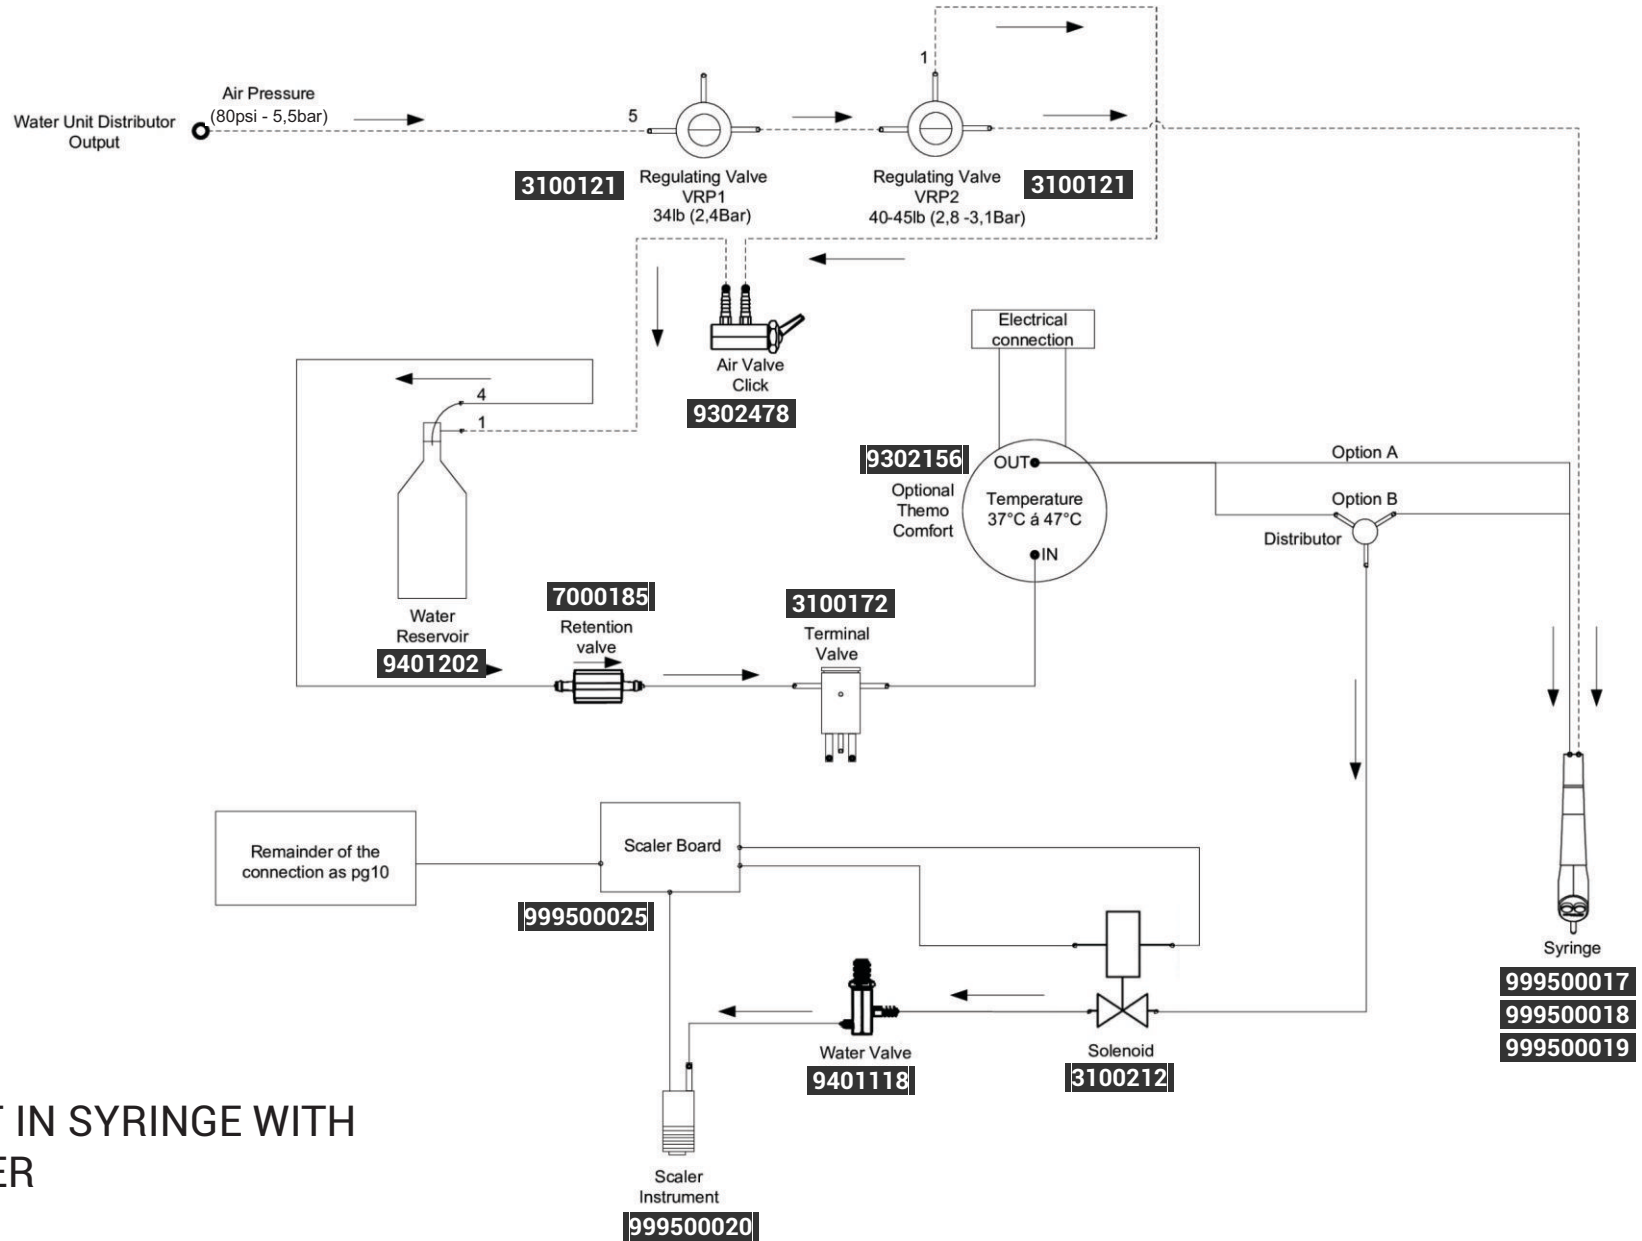 1
Air Pressure
(80psi - 5,5bar)
Water Unit Distributor
Output
5
3100121
Regulating Valve
VRP1
34lb (2,4Bar)
Regulating Valve
VRP2
40-45lb (2,8 -3,1Bar)
3100121
Air Valve
Click
9302478
Electrical
connection
4
1
Water
Reservoir
9401202
9302156
Optional
Themo
Comfort
OUT
Temperature
37°C á 47°C
IN
Option A
Option B
Distributor
7000185
Retention
valve
3100172
Terminal
Valve
Remainder of the
connection as pg10
Scaler Board
999500025
Syringe
999500017
999500018
999500019
Water Valve
9401118
Solenoid
3100212
Scaler
Instrument
999500020
T IN SYRINGE WITH
ER